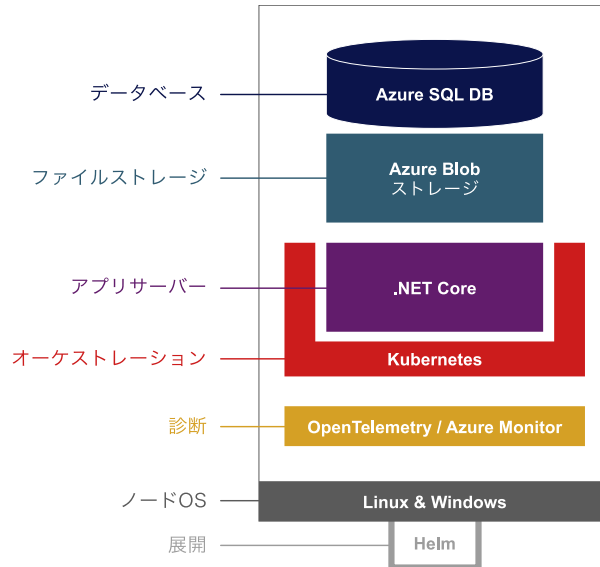 データベース
Azure SQL DB
ファイルストレージ
Azure Blob
ストレージ
アプリサーバー
.NET Core
オーケストレーション
Kubernetes
診断
OpenTelemetry / Azure Monitor
ノードOS
Linux & Windows
展開
Helm